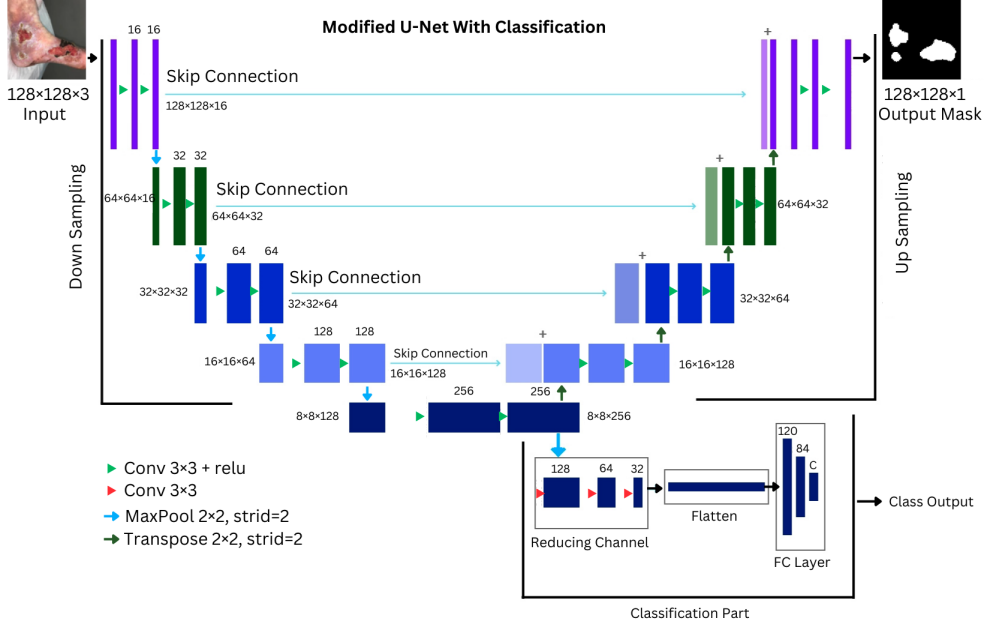 Modified U-Net With Classification
16 16
+
Skip Connection
128×128×16
128×128×3
Input
128×128×1
Output Mask
Down Sampling
Up Sampling
32 32
+
64×64×16
Skip Connection
64×64×32
64×64×32
64 64
+
32×32×32
Skip Connection
32×32×64
32×32×64
128 128
+
16×16×64
Skip Connection
16×16×128
16×16×128
256 256
8×8×128
8×8×256
Conv 3×3 + relu
Conv 3×3
MaxPool 2×2, strid=2
Transpose 2×2, strid=2
128 64 32
Reducing Channel
Flatten
120
84
C
FC Layer
Class Output
Classification Part